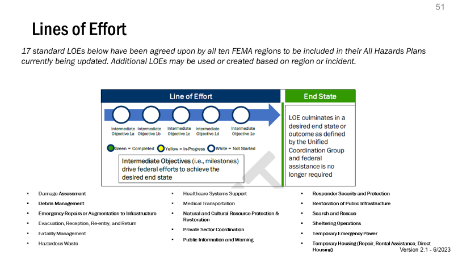 51
Lines of Effort
17 standard LOEs below have been agreed upon by all ten FEMA regions to be included in their All Hazards Plans
currently being updated. Additional LOEs may be used or created based on region or incident.
Line of Effort
End State
Intermediate Objective 1a
Intermediate Objective 1b
Intermediate Objective 1c
Intermediate Objective
Intermediate Objective
Green = Completed
Yellow = In-Progress
White = Not Started
Intermediate Objectives (i.e., milestones)
drive federal efforts to achieve the
desired end state
LOE culminates in a
desired end state or
outcome as defined
by the Unified
Coordination Group
and federal
assistance is no
longer required
• Damage Assessment
• Debris Management
• Emergency Repairs or Augmentation to Infrastructure
• Evacuation, Reception, Re-entry, and Return
• Fatality Management
• Hazardous Waste
• Healthcare Systems Support
• Medical Transportation
• Natural and Cultural Resource Protection &
Restoration
• Private Sector Coordination
• Public Information and Warning
• Responder Security and Protection
• Restoration of Public Infrastructure
• Search and Rescue
• Sheltering Operations
• Temporary Emergency Power
• Temporary Housing (Repair, Rental Assistance, Direct
Housing)
Version 2.1 - 6/2023